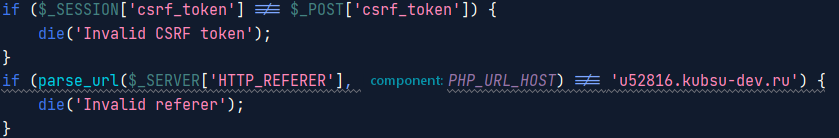 if ($_SESSION['csrf_token'] !== $_POST['csrf_token']) {
die('Invalid CSRF token');
}
if (parse_url($_SERVER['HTTP_REFERER'], component: PHP_URL_HOST) !== 'u52816.kubsu-dev.ru') {
die('Invalid referer');
}